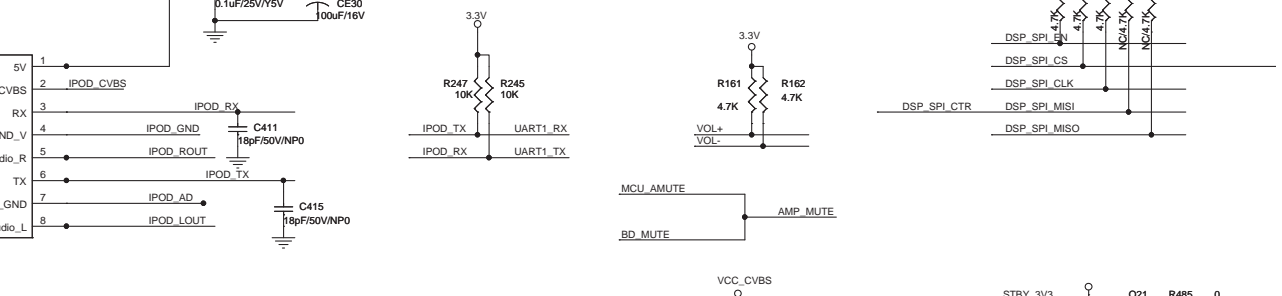 0.1uF/25V/Y5V
CE30
100uF/16V
3.3V
3.3V
4.7K
4.7K
4.7K
NC/4.7K
NC/4.7K
5V 1
CVBS 2 IPOD_CVBS
RX 3 IPOD_RX
ND_V 4 IPOD_GND
dio_R 5 IPOD_ROUT
TX 6 IPOD_TX
_GND 7 IPOD_AD
dio_L 8 IPOD_LOUT
C411
18pF/50V/NP0
C415
18pF/50V/NP0
R247
10K
R245
10K
IPOD_TX UART1_RX
IPOD_RX UART1_TX
R161
4.7K
R162
4.7K
VOL+
VOL-
MCU_AMUTE
AMP_MUTE
BD_MUTE
VCC_CVBS
DSP_SPI_EN
DSP_SPI_CS
DSP_SPI_CLK
DSP_SPI_CTR DSP_SPI_MISI
DSP_SPI_MISO
STBY_3V3
Q21 R485 0